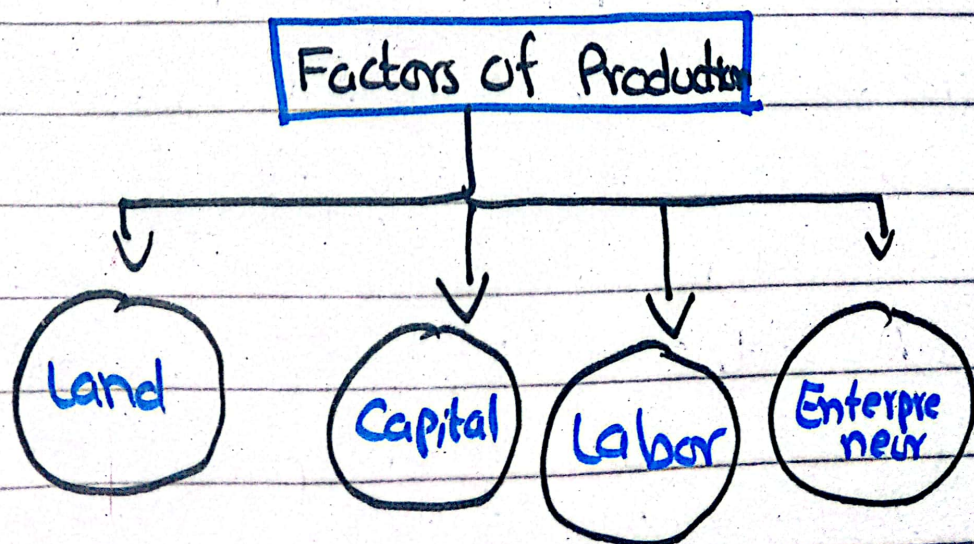 Factors of Production
Land
Capital
Labor
Enterpre
neur